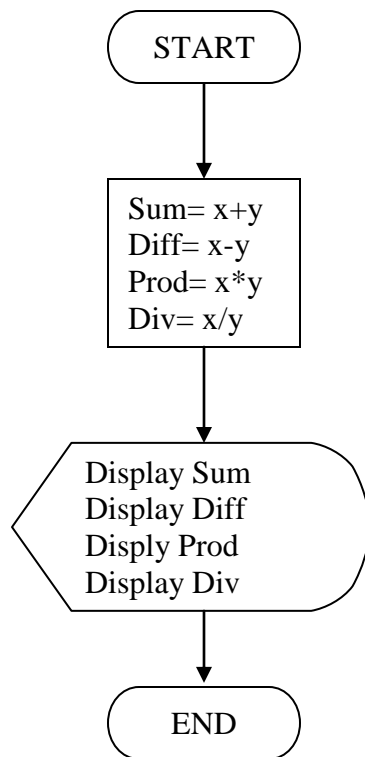 START
Sum= x+y
Diff= x-y
Prod= x*y
Div= x/y
Display Sum
Display Diff
Disply Prod
Display Div
END